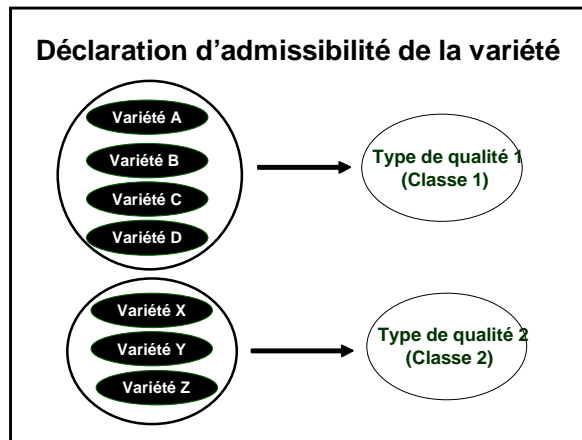 Déclaration d'admissibilité de la variété
Variété A
Variété B
Variété C
Variété D
Type de qualité 1
(Classe 1)
Variété X
Variété Y
Variété Z
Type de qualité 2
(Classe 2)